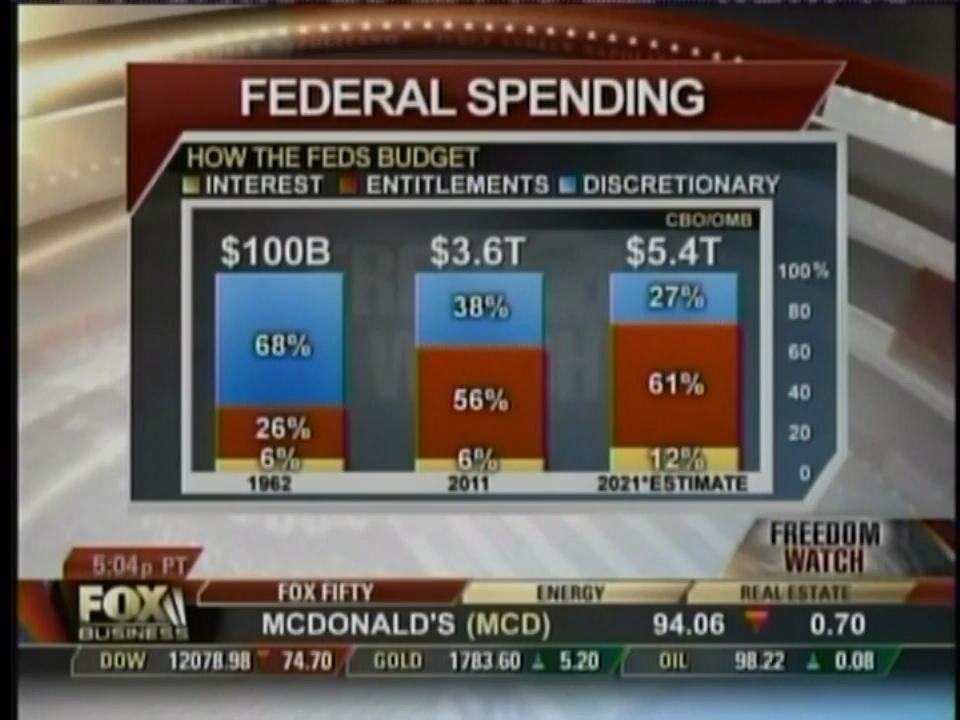 FEDERAL SPENDING
HOW THE FEDS BUDGET
INTEREST ENTITLEMENTS DISCRETIONARY
CBO/OMB
$100B $3.6T $5.4T
100%
80
60
40
20
0
68% 38% 27%
26% 56% 61%
6% 6% 12%
1962 2011 2021*ESTIMATE
FREEDOM
WATCH
5:04p PT
FOX FIFTY ENERGY REAL ESTATE
FOX
BUSINESS
MCDONALD'S (MCD) 94.06 0.70
DOW 12078.98 74.70 GOLD 1783.60 5.20 OIL 98.22 0.08